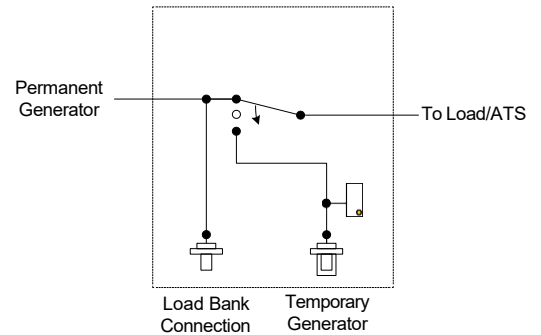 Permanent
Generator
To Load/ATS
Load Bank
Connection
Temporary
Generator